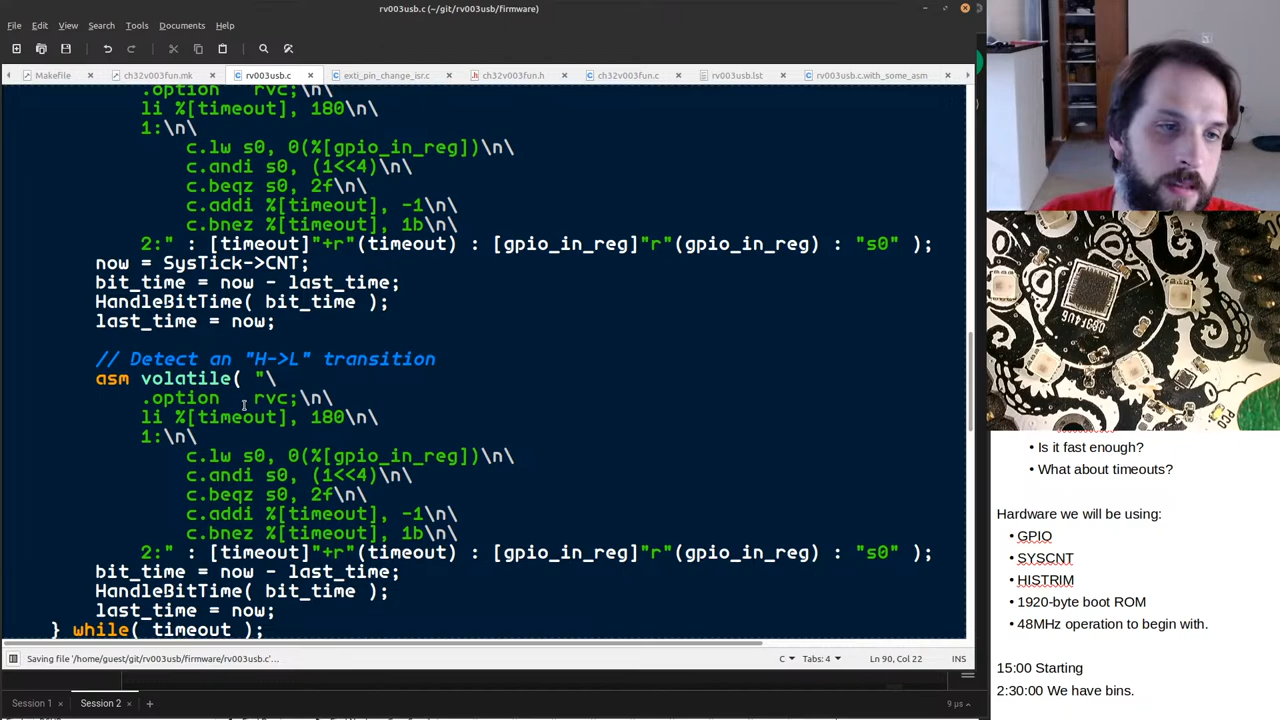 rv003usb.c (~/git/rv003usb/firmware)
File Edit View Search Tools Documents Help
Makefile × ch32v003fun.mk × rv003usb.c × exti_pin_change_isr.c × ch32v003fun.h × ch32v003fun.c × rv003usb.lst × rv003usb.c.with_some_asm ×
.option rvc;\n\
li %[timeout], 180\n\
1:\n\
c.lw s0, 0(%[gpio_in_reg])\n\
c.andi s0, (1<<4)\n\
c.beqz s0, 2f\n\
c.addi %[timeout], -1\n\
c.bnez %[timeout], 1b\n\
2:" : [timeout]"+r"(timeout) : [gpio_in_reg]"r"(gpio_in_reg) : "s0" );
now = SysTick->CNT;
bit_time = now - last_time;
HandleBitTime( bit_time );
last_time = now;
// Detect an "H->L" transition
asm volatile( "\
.option rvc;\n\
li %[timeout], 180\n\
1:\n\
c.lw s0, 0(%[gpio_in_reg])\n\
c.andi s0, (1<<4)\n\
c.beqz s0, 2f\n\
c.addi %[timeout], -1\n\
c.bnez %[timeout], 1b\n\
2:" : [timeout]"+r"(timeout) : [gpio_in_reg]"r"(gpio_in_reg) : "s0" );
bit_time = now - last_time;
HandleBitTime( bit_time );
last_time = now;
} while( timeout );
Saving file '/home/guest/git/rv003usb/firmware/rv003usb.c'… C Tabs: 4 Ln 90, Col 22 INS
Session 1 × Session 2 × + 9 µs
• Is it fast enough?
• What about timeouts?
Hardware we will be using:
• GPIO
• SYSCNT
• HISTRIM
• 1920-byte boot ROM
• 48MHz operation to begin with.
15:00 Starting
2:30:00 We have bins.